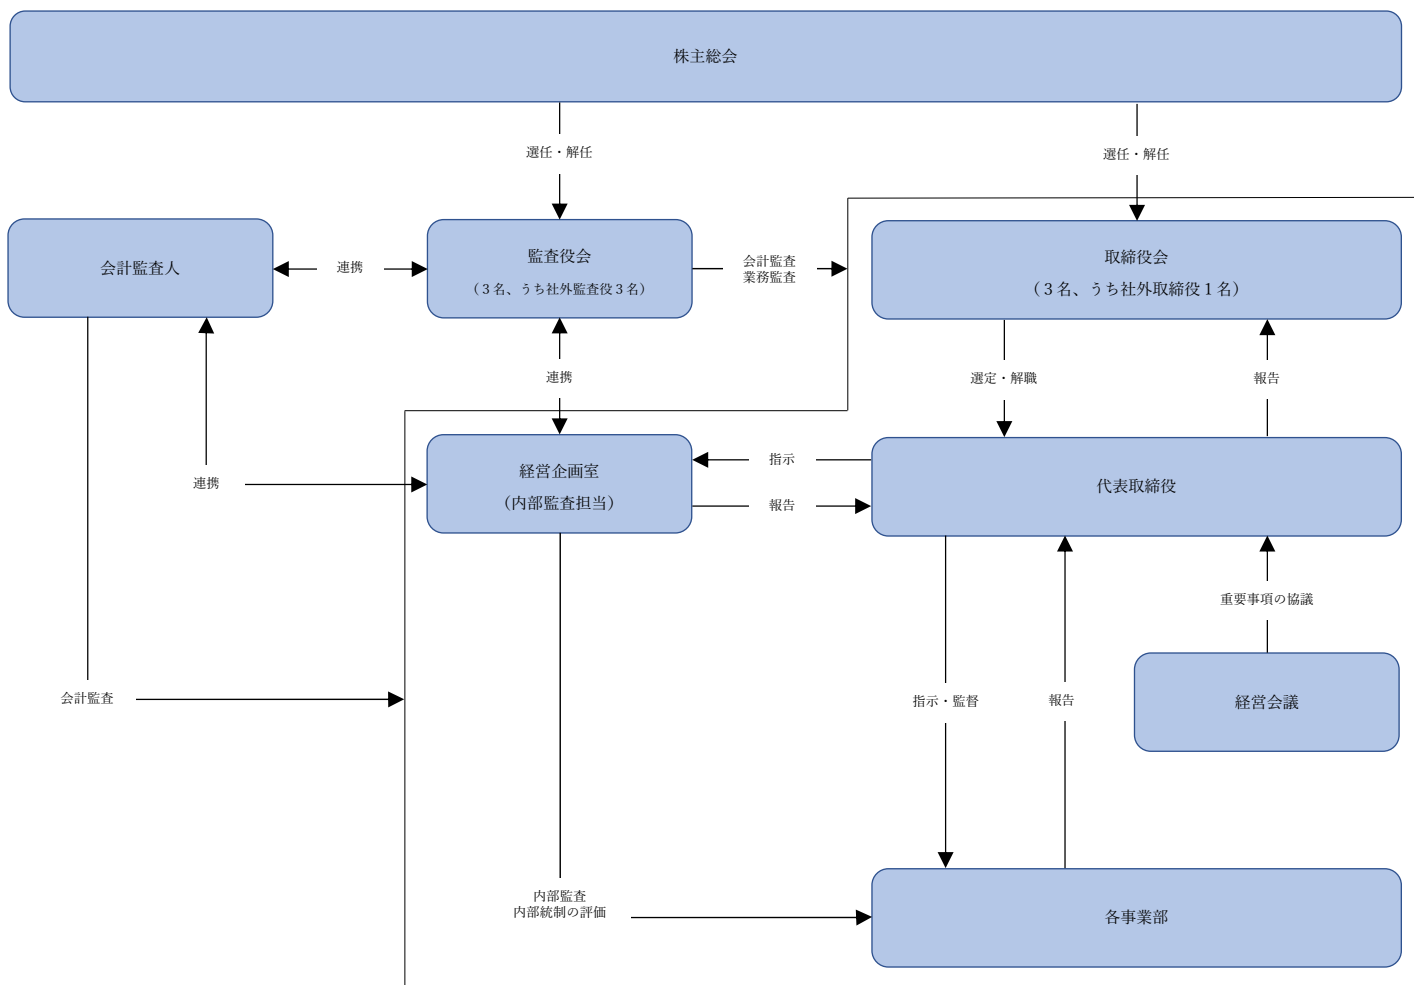 株主総会
選任・解任
選任・解任
会計監査人
連携
監査役会
（３名、うち社外監査役３名）
会計監査
業務監査
取締役会
（３名、うち社外取締役１名）
連携
選定・解職
報告
連携
経営企画室
（内部監査担当）
指示
報告
代表取締役
重要事項の協議
会計監査
指示・監督
報告
経営会議
内部監査
内部統制の評価
各事業部